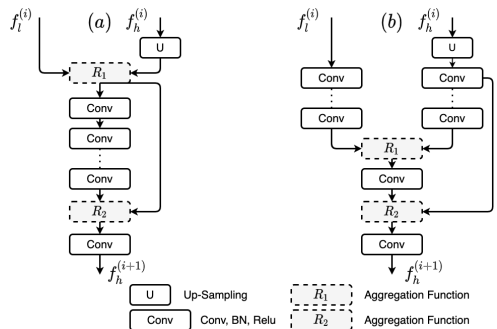 f_l^{(i)} (a) f_h^{(i)}
U
R_1
Conv
Conv
Conv
R_2
Conv
f_h^{(i+1)}
f_l^{(i)} (b) f_h^{(i)}
U
Conv Conv
Conv Conv
R_1
Conv
R_2
Conv
f_h^{(i+1)}
U Up-Sampling R_1 Aggregation Function
Conv Conv, BN, Relu R_2 Aggregation Function